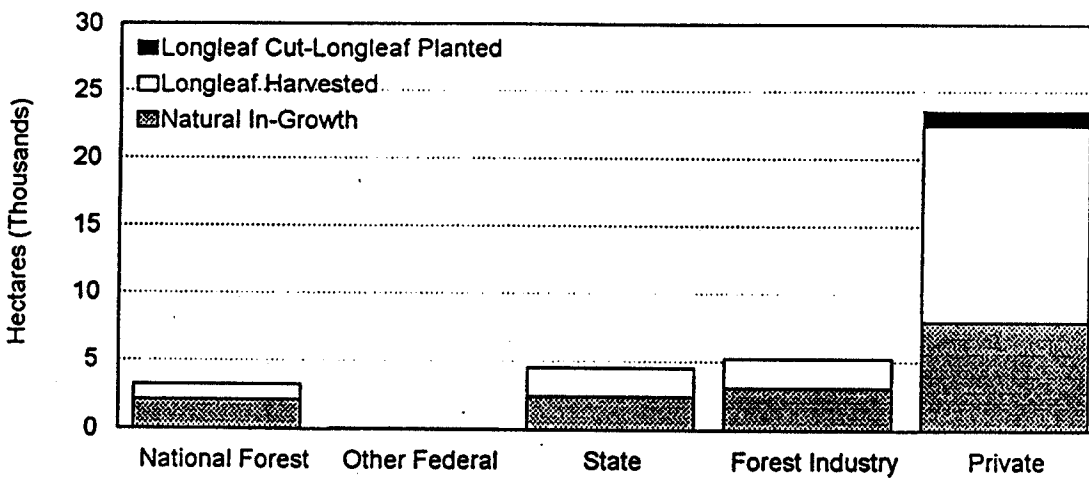 30
25
20
15
10
5
0
Hectares (Thousands)
Longleaf Cut-Longleaf Planted
Longleaf Harvested
Natural In-Growth
National Forest Other Federal State Forest Industry Private